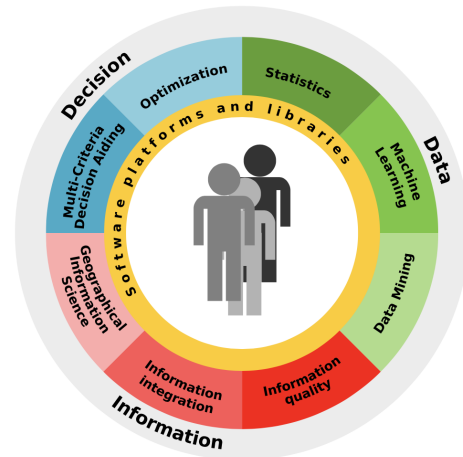 Decision
Optimization
Statistics
Data
Machine
Learning
Data Mining
Information
quality
Information
integration
Information
Geographical
Information
Science
Multi-Criteria
Decision Aiding
Software platforms and libraries